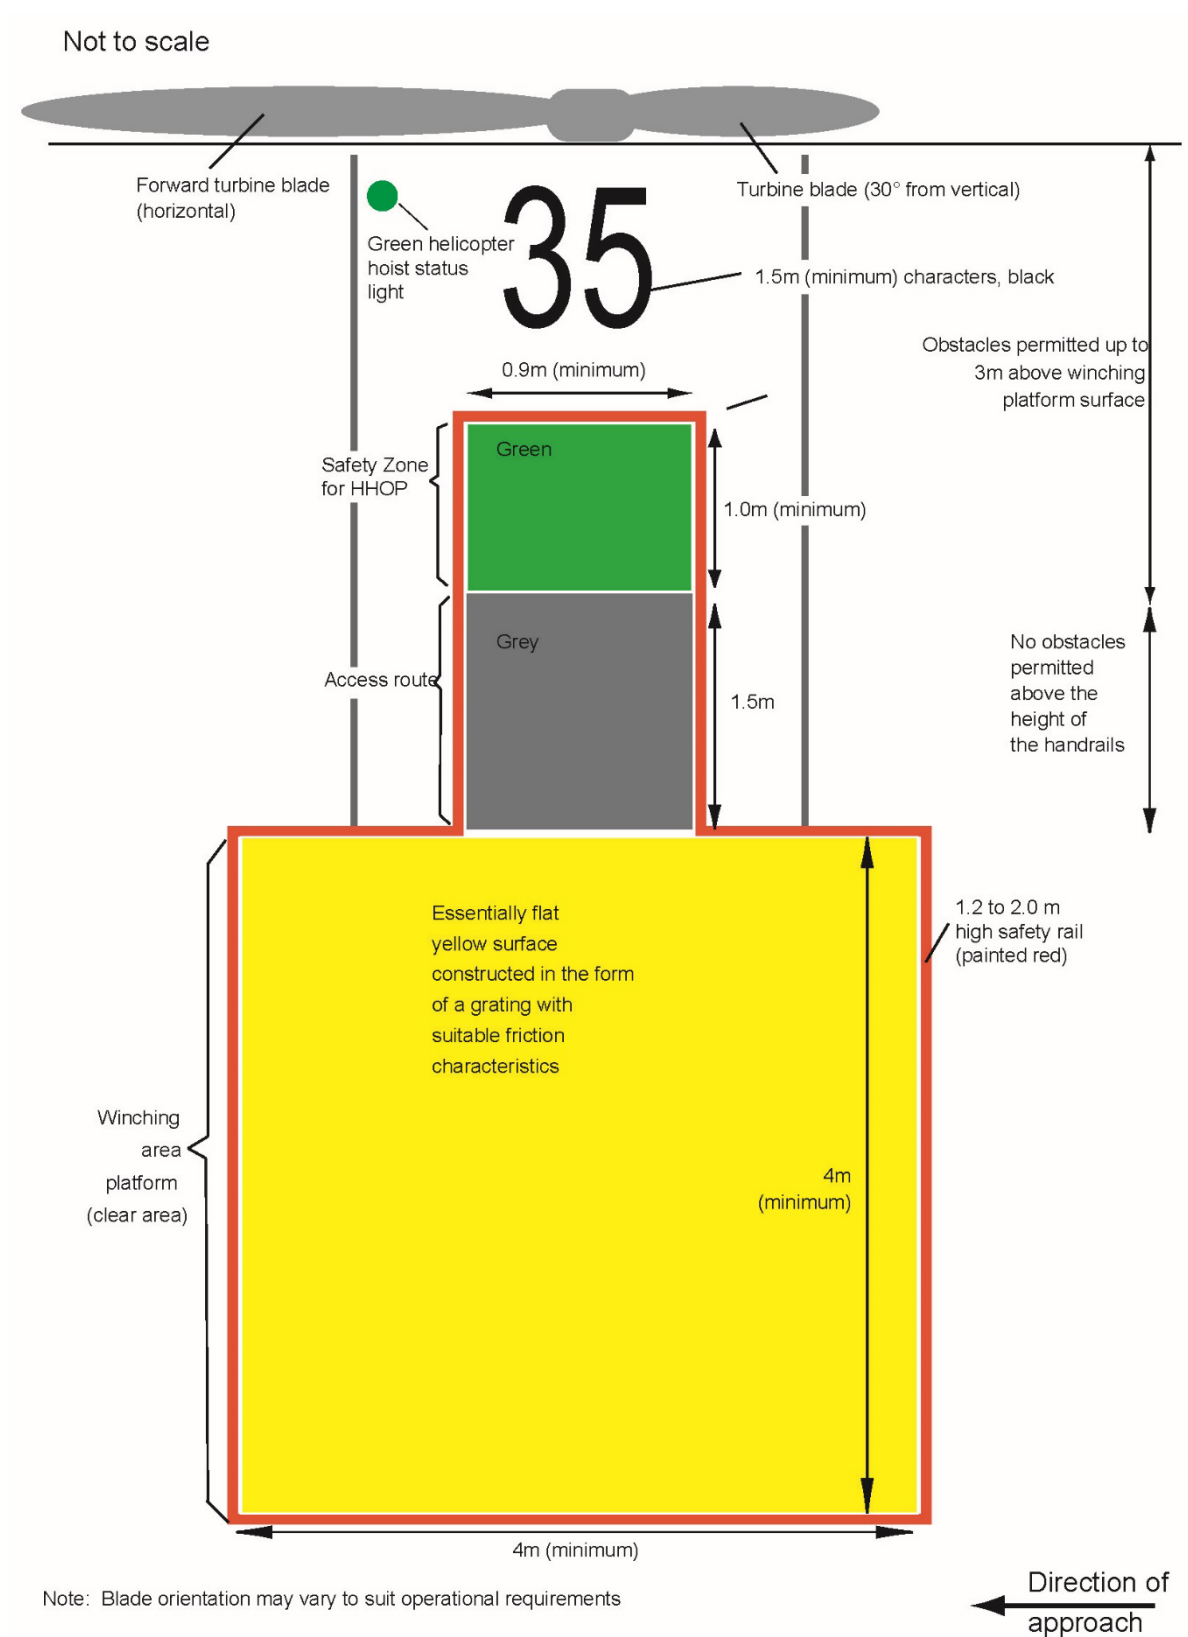 Not to scale
Forward turbine blade
(horizontal)
Turbine blade (30° from vertical)
Green helicopter
hoist status
light
35
1.5m (minimum) characters, black
Obstacles permitted up to
3m above winching
platform surface
0.9m (minimum)
Green
Safety Zone
for HHOP
1.0m (minimum)
Grey
Access route
1.5m
No obstacles
permitted
above the
height of
the handrails
Essentially flat
yellow surface
constructed in the form
of a grating with
suitable friction
characteristics
1.2 to 2.0 m
high safety rail
(painted red)
Winching
area
platform
(clear area)
4m
(minimum)
4m (minimum)
Note: Blade orientation may vary to suit operational requirements
Direction of
approach